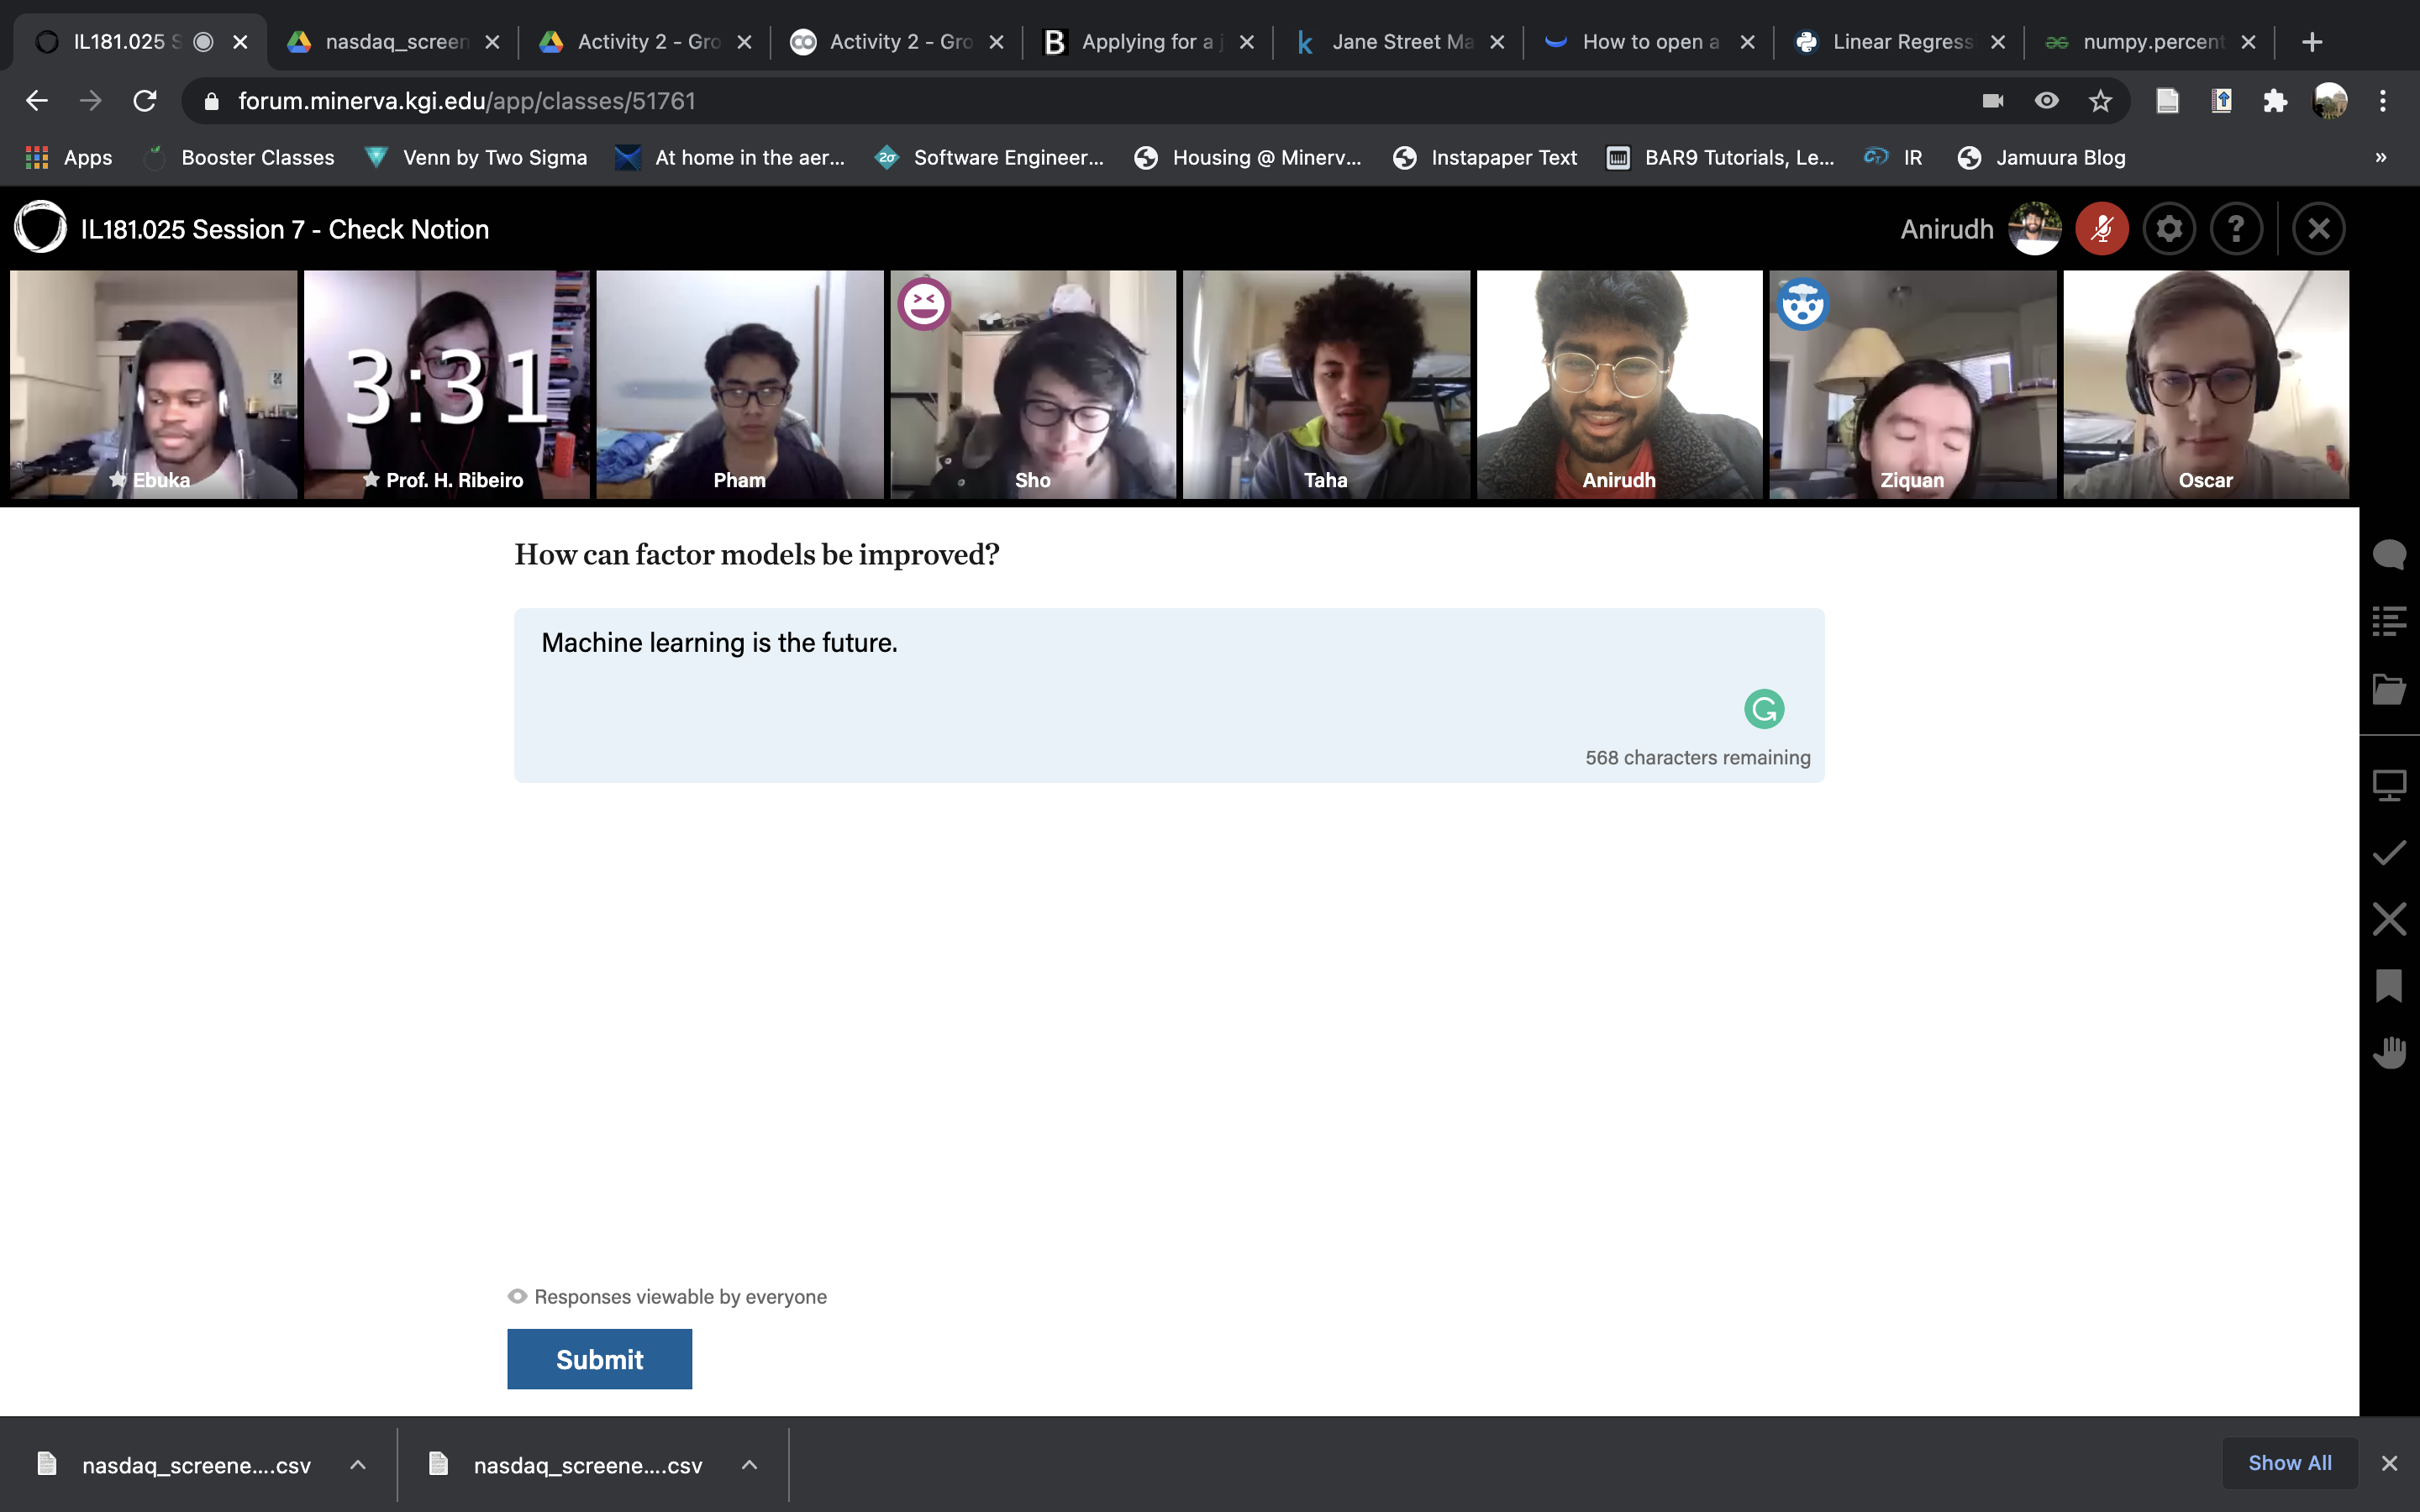 IL181.025 S
nasdaq_screen
Activity 2 - Gro
Activity 2 - Gro
B
Applying for a j
k
Jane Street Ma
How to open a
Linear Regress
numpy.percent
forum.minerva.kgi.edu/app/classes/51761
Apps
Booster Classes
Venn by Two Sigma
At home in the aer...
2σ
Software Engineer...
Housing @ Minerv...
Instapaper Text
BAR9 Tutorials, Le...
IR
Jamuura Blog
»
IL181.025 Session 7 - Check Notion
Anirudh
?
3:31
Ebuka
Prof. H. Ribeiro
Pham
Sho
Taha
Anirudh
Ziquan
Oscar
How can factor models be improved?
Machine learning is the future.
568 characters remaining
Responses viewable by everyone
Submit
nasdaq_screene....csv
nasdaq_screene....csv
Show All